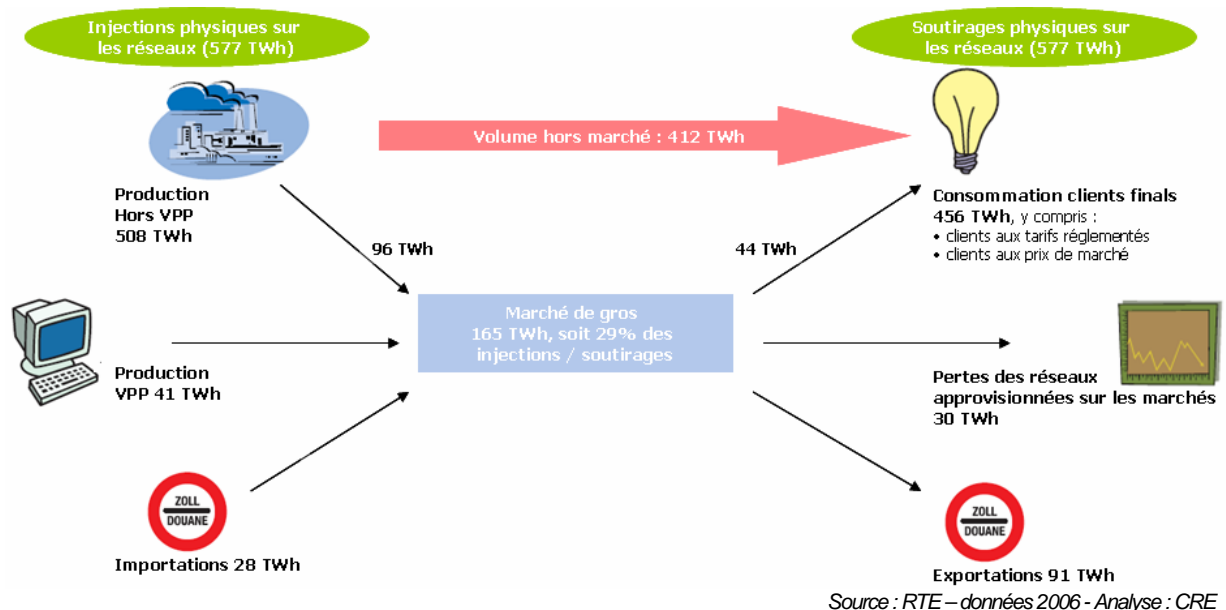 Injections physiques sur
les réseaux (577 TWh)
Soutirages physiques sur
les réseaux (577 TWh)
Volume hors marché : 412 TWh
Production
Hors VPP
508 TWh
Consommation clients finals
456 TWh, y compris :
• clients aux tarifs réglementés
• clients aux prix de marché
96 TWh
44 TWh
Marché de gros
165 TWh, soit 29% des
injections / soutirages
Production
VPP 41 TWh
Pertes des réseaux
approvisionnées sur les marchés
30 TWh
ZOLL
DOUANE
Importations 28 TWh
ZOLL
DOUANE
Exportations 91 TWh
Source : RTE – données 2006 - Analyse : CRE